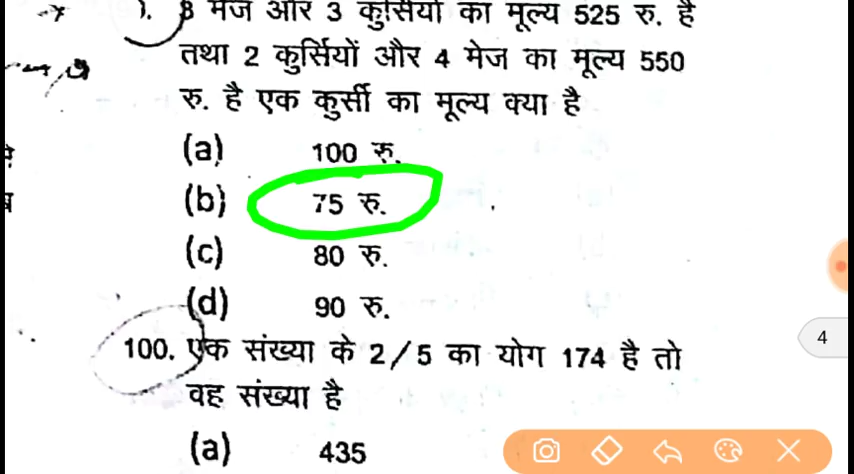 3 मेज और 3 कुर्सियों का मूल्य 525 रु. है
तथा 2 कुर्सियों और 4 मेज का मूल्य 550
रु. है एक कुर्सी का मूल्य क्या है
(a) 100 रु.
(b) 75 रु.
(c) 80 रु.
(d) 90 रु.
100. एक संख्या के 2/5 का योग 174 है तो
वह संख्या है
(a) 435
4